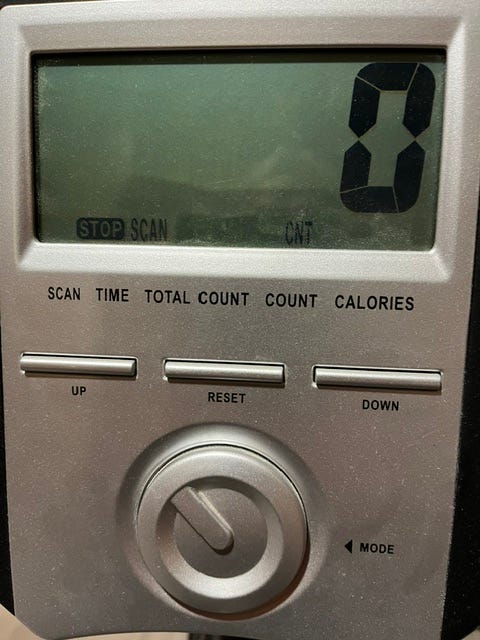 0
STOP SCAN CNT
SCAN TIME TOTAL COUNT COUNT CALORIES
UP RESET DOWN
MODE